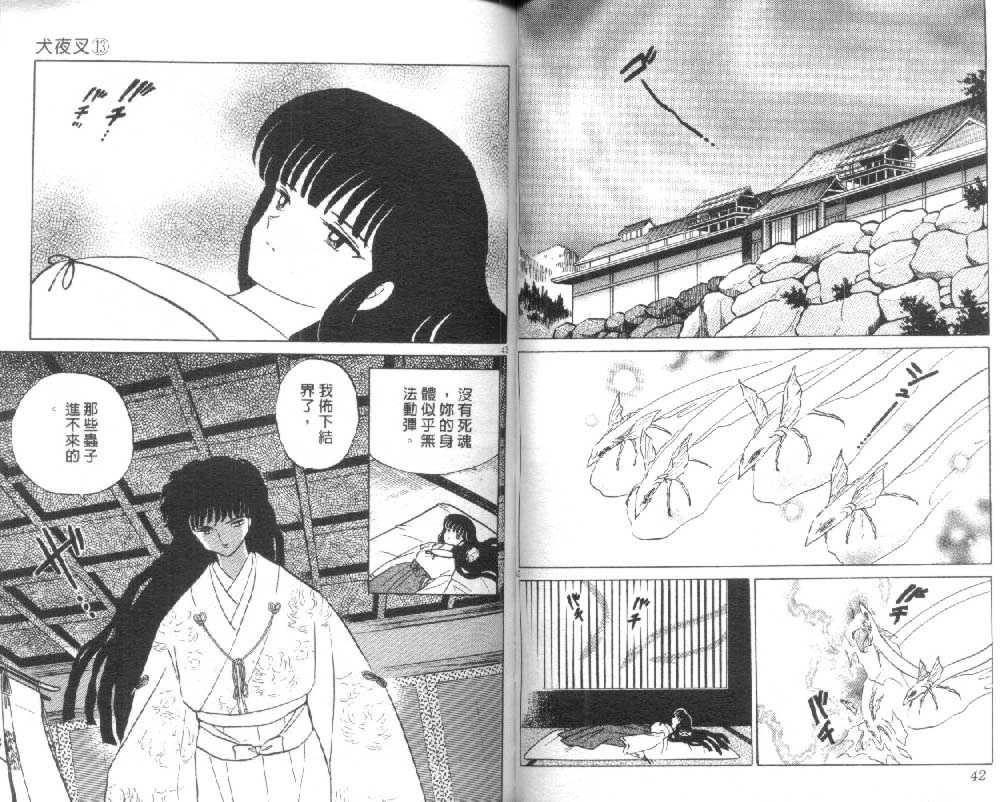 犬夜叉⑬
ゴ
シュ
バチ
バチ
バチ
バチ
42
バチ
バチ
43
沒有死魂
，妳的身
體似乎無
法動彈。
我佈下結
界了，
那些蟲子
進不來的
。
ギシ